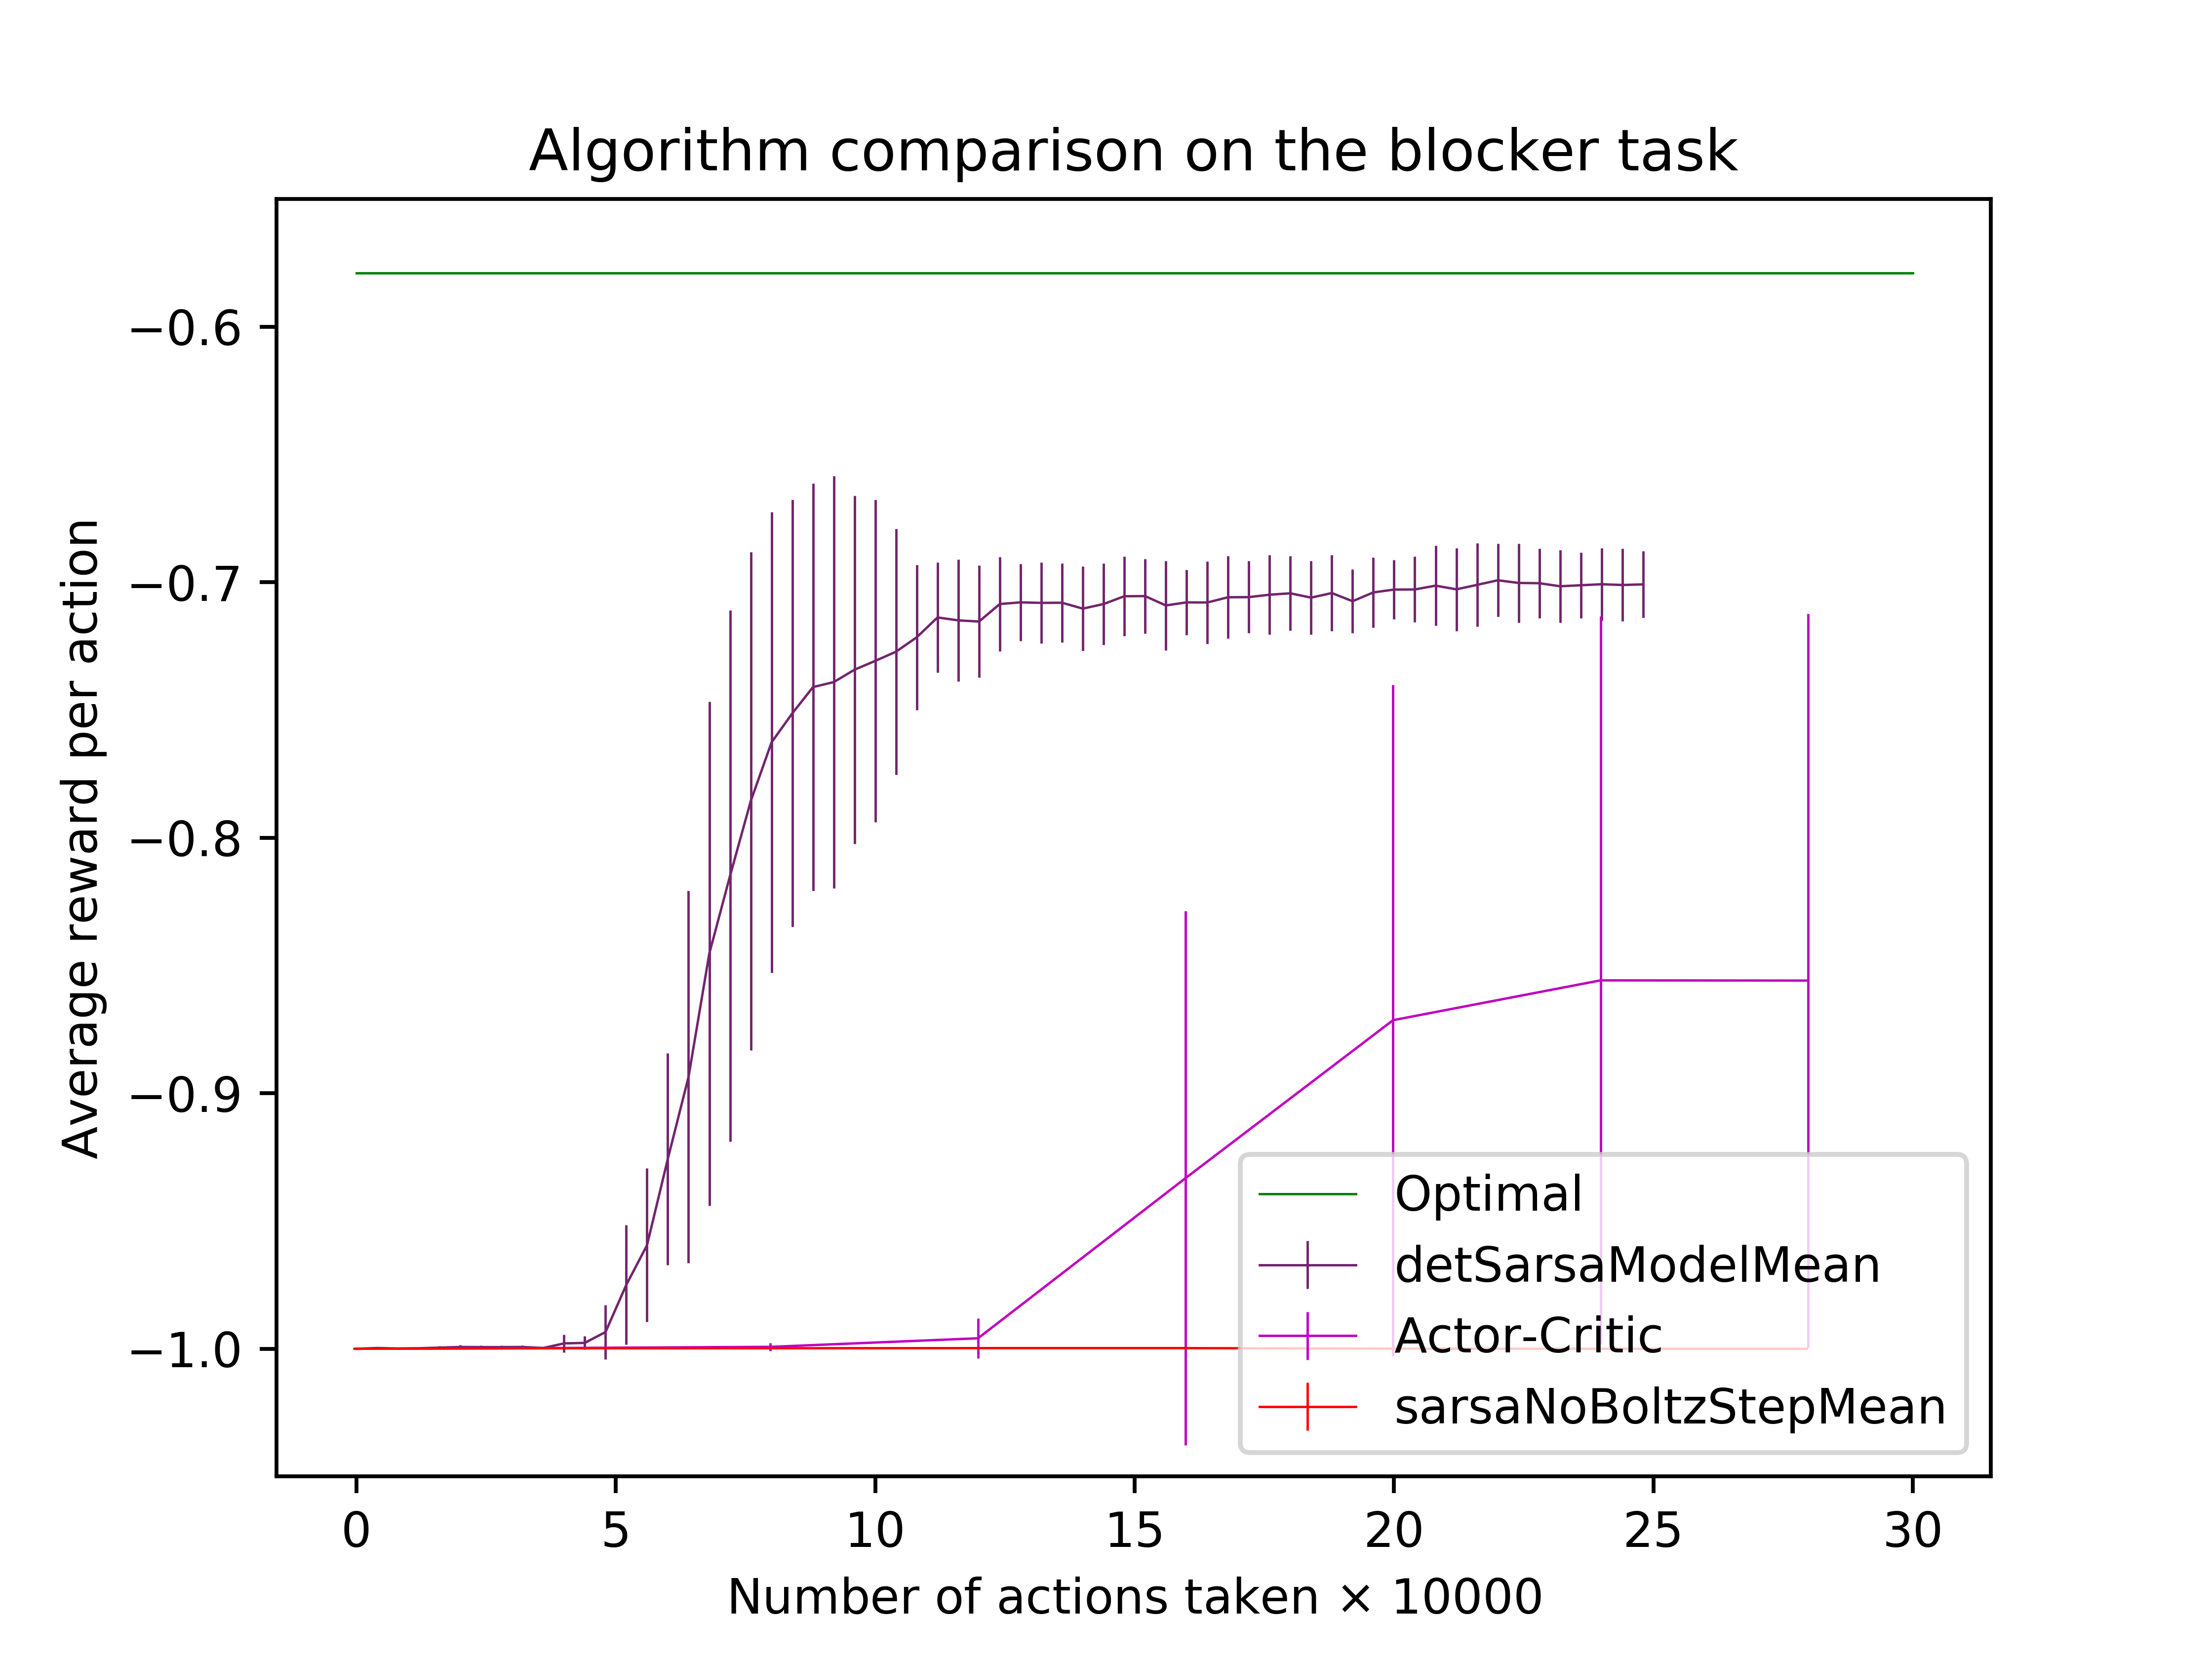 Algorithm comparison on the blocker task
−0.6
−0.7
−0.8
−0.9
−1.0
Average reward per action
Optimal
detSarsaModelMean
Actor-Critic
sarsaNoBoltzStepMean
0 5 10 15 20 25 30
Number of actions taken × 10000